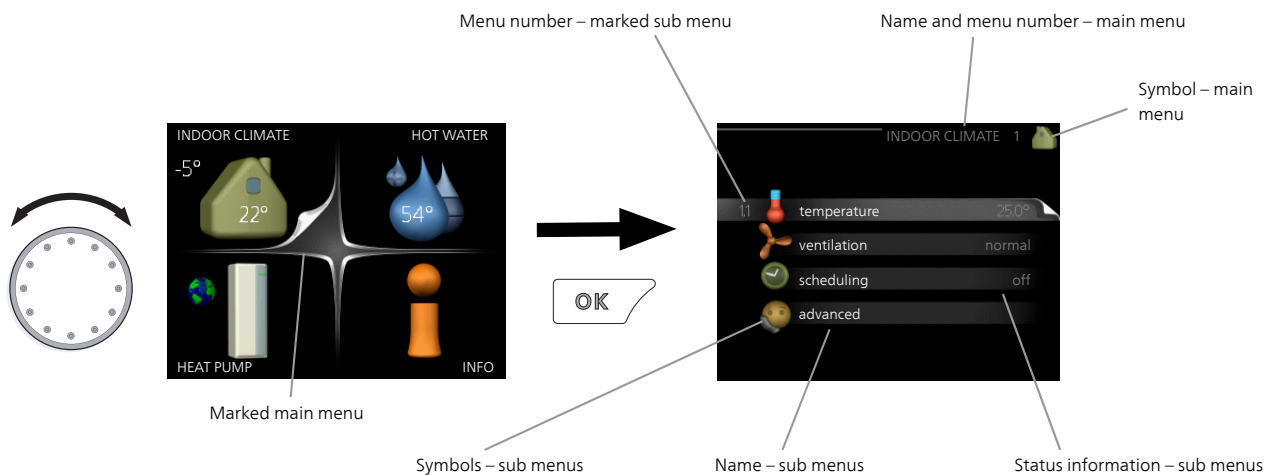 Menu number – marked sub menu
Name and menu number – main menu
Symbol – main
menu
INDOOR CLIMATE
HOT WATER
-5°
22°
54°
HEAT PUMP
INFO
Marked main menu
OK
INDOOR CLIMATE 1
1.1 temperature 25.0°
ventilation normal
scheduling off
advanced
Symbols – sub menus
Name – sub menus
Status information – sub menus